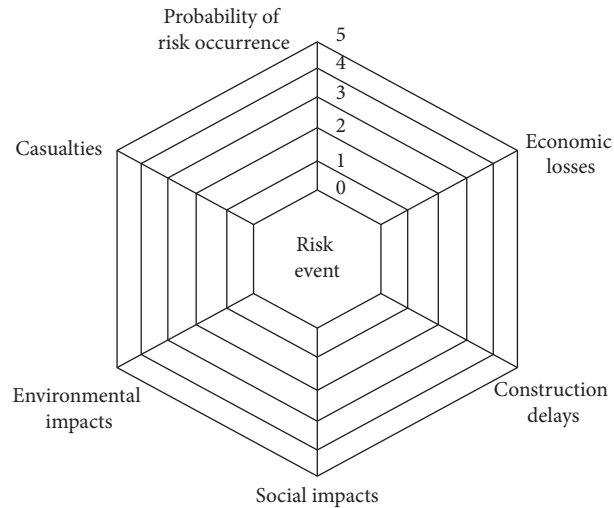 Probability of
risk occurrence
5
4
3
2
1
0
Casualties
Economic
losses
Risk
event
Environmental
impacts
Construction
delays
Social impacts